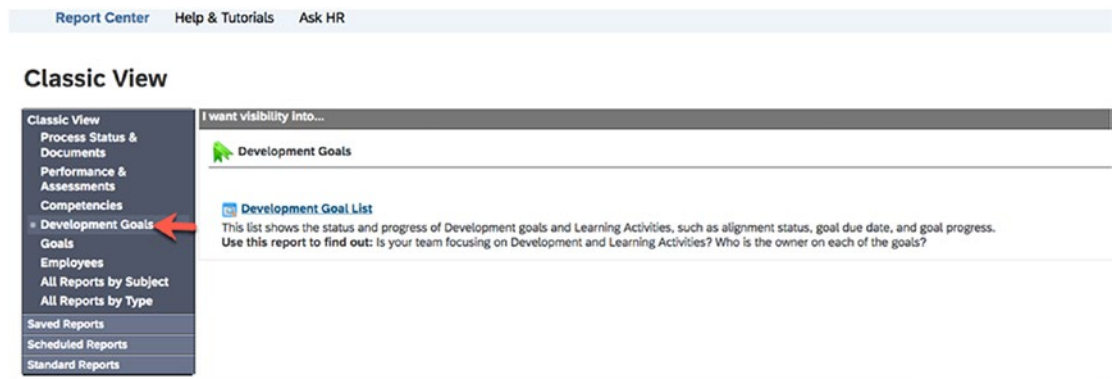 Report Center Help & Tutorials Ask HR
Classic View
Classic View
Process Status &
Documents
Performance &
Assessments
Competencies
Development Goals
Goals
Employees
All Reports by Subject
All Reports by Type
Saved Reports
Scheduled Reports
Standard Reports
I want visibility into...
Development Goals
Development Goal List
This list shows the status and progress of Development goals and Learning Activities, such as alignment status, goal due date, and goal progress.
Use this report to find out: Is your team focusing on Development and Learning Activities? Who is the owner on each of the goals?